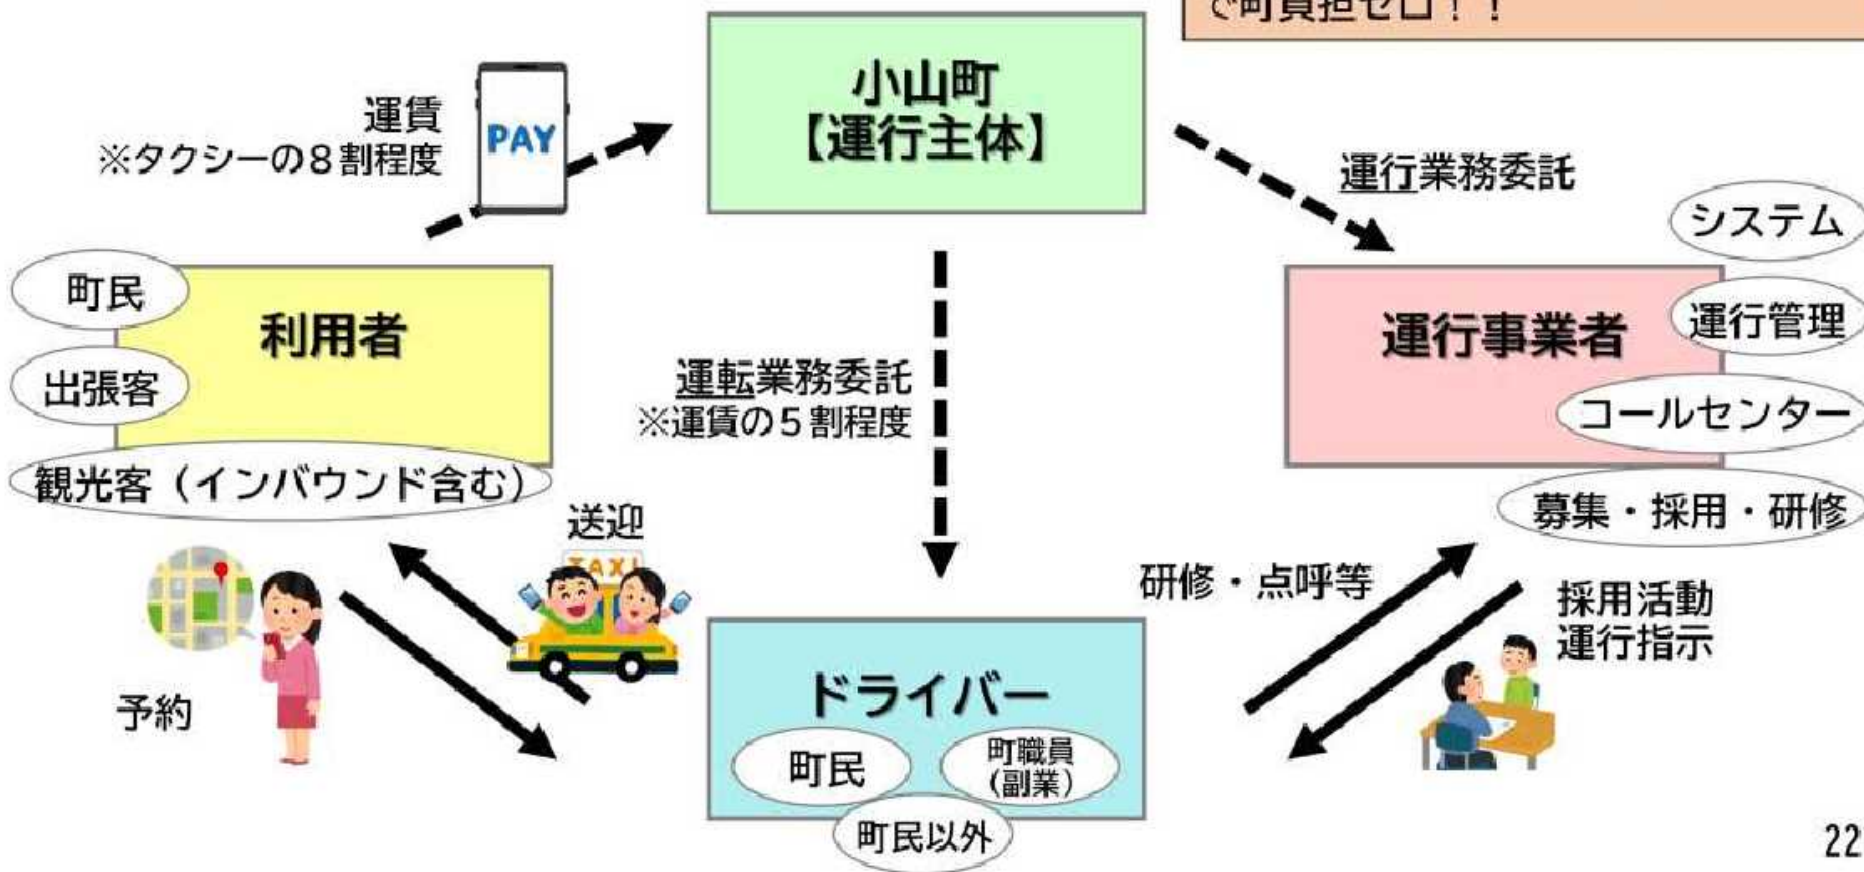 で町負担ゼロ！！
小山町
【運行主体】
運賃
※タクシーの８割程度
PAY
運行業務委託
システム
町民
利用者
出張客
観光客（インバウンド含む）
運転業務委託
※運賃の５割程度
運行事業者
運行管理
コールセンター
募集・採用・研修
送迎
TAXI
予約
研修・点呼等
採用活動
運行指示
ドライバー
町民
町職員
(副業)
町民以外
22